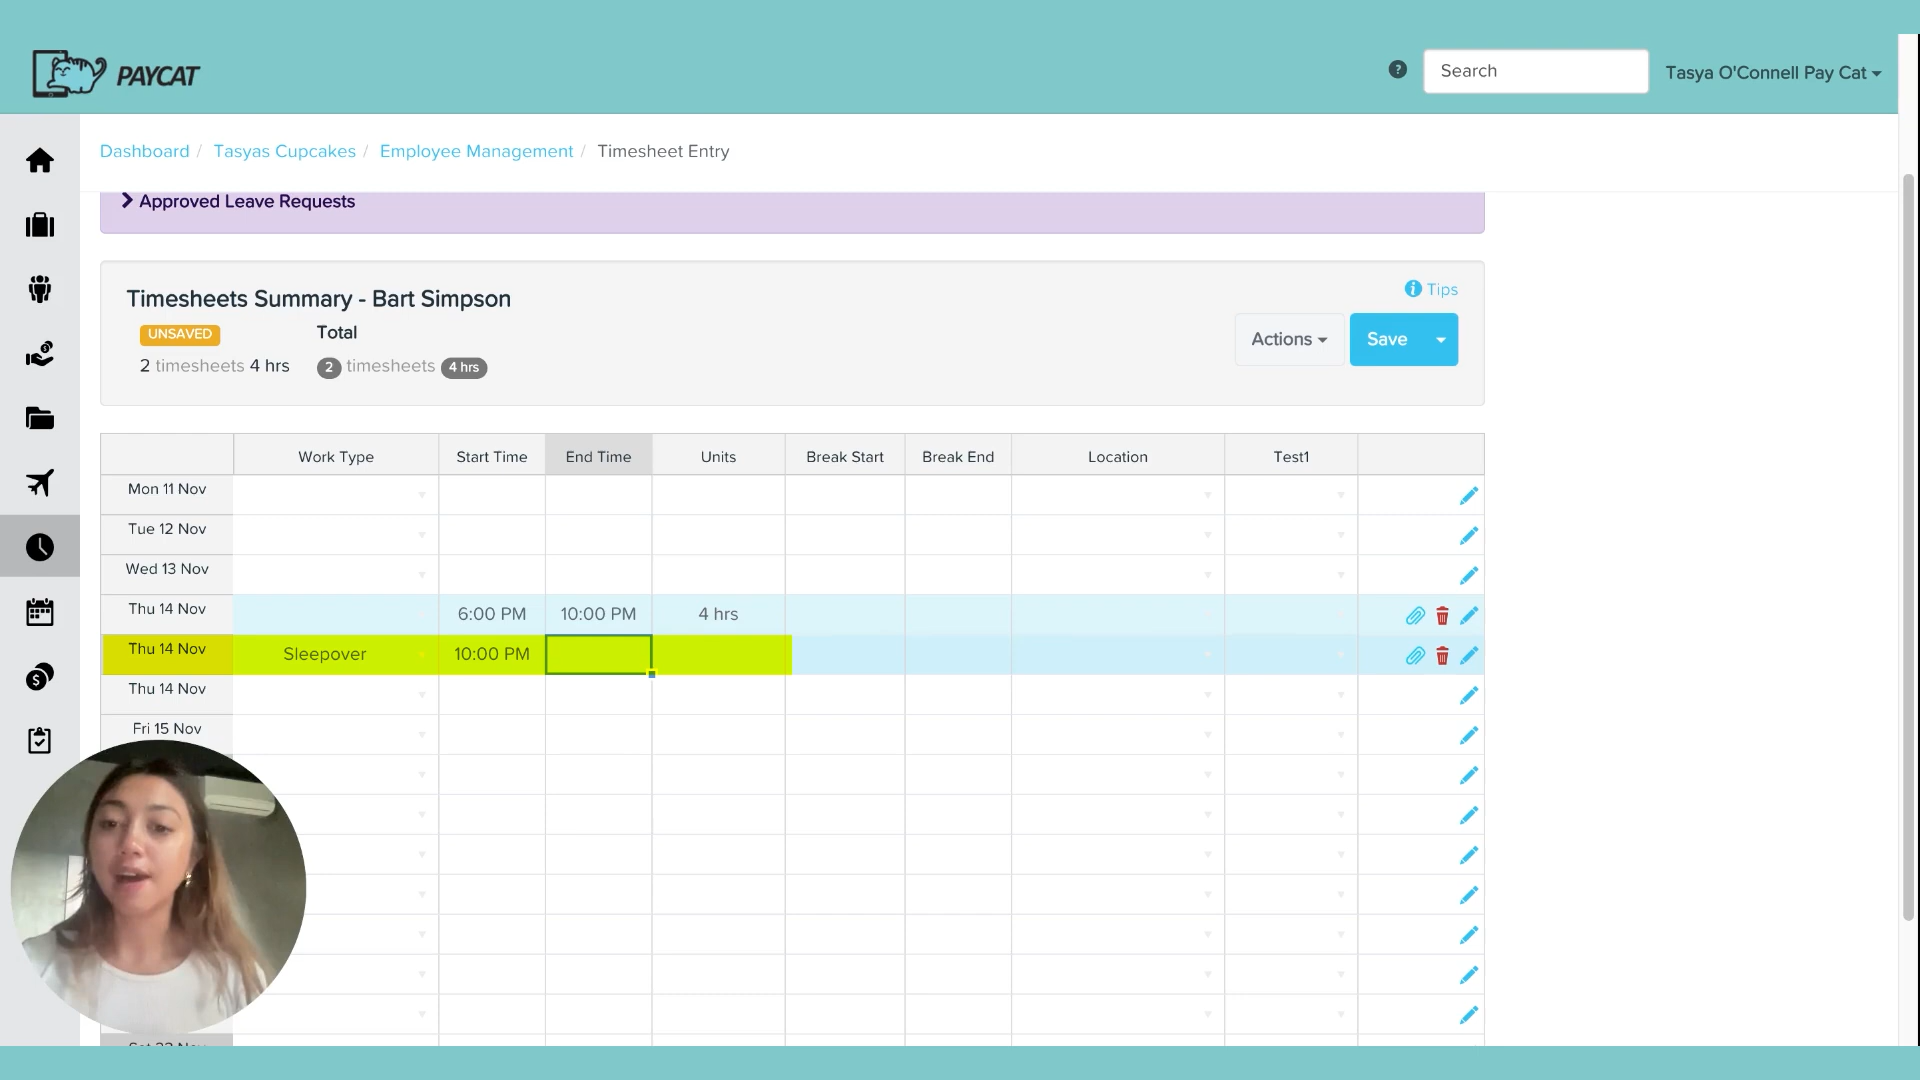 PAYCAT
?
Search
Tasya O'Connell Pay Cat
Dashboard / Tasyas Cupcakes / Employee Management / Timesheet Entry
Approved Leave Requests
Timesheets Summary - Bart Simpson
Tips
UNSAVED
Total
2 timesheets 4 hrs
2 timesheets 4 hrs
Actions
Save
Work Type Start Time End Time Units Break Start Break End Location Test1
Mon 11 Nov
Tue 12 Nov
Wed 13 Nov
Thu 14 Nov 6:00 PM 10:00 PM 4 hrs
Thu 14 Nov Sleepover 10:00 PM
Thu 14 Nov
Fri 15 Nov